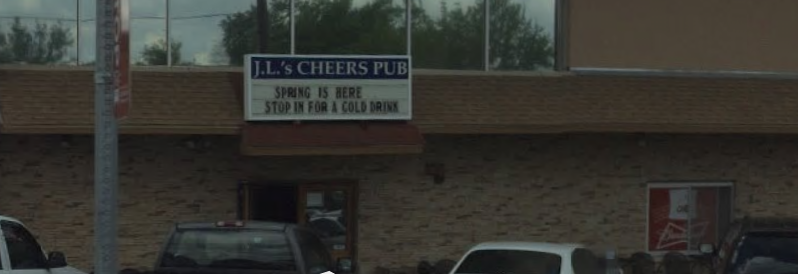 J.L.'s CHEERS PUB
SPRING IS HERE
STOP IN FOR A COLD DRINK